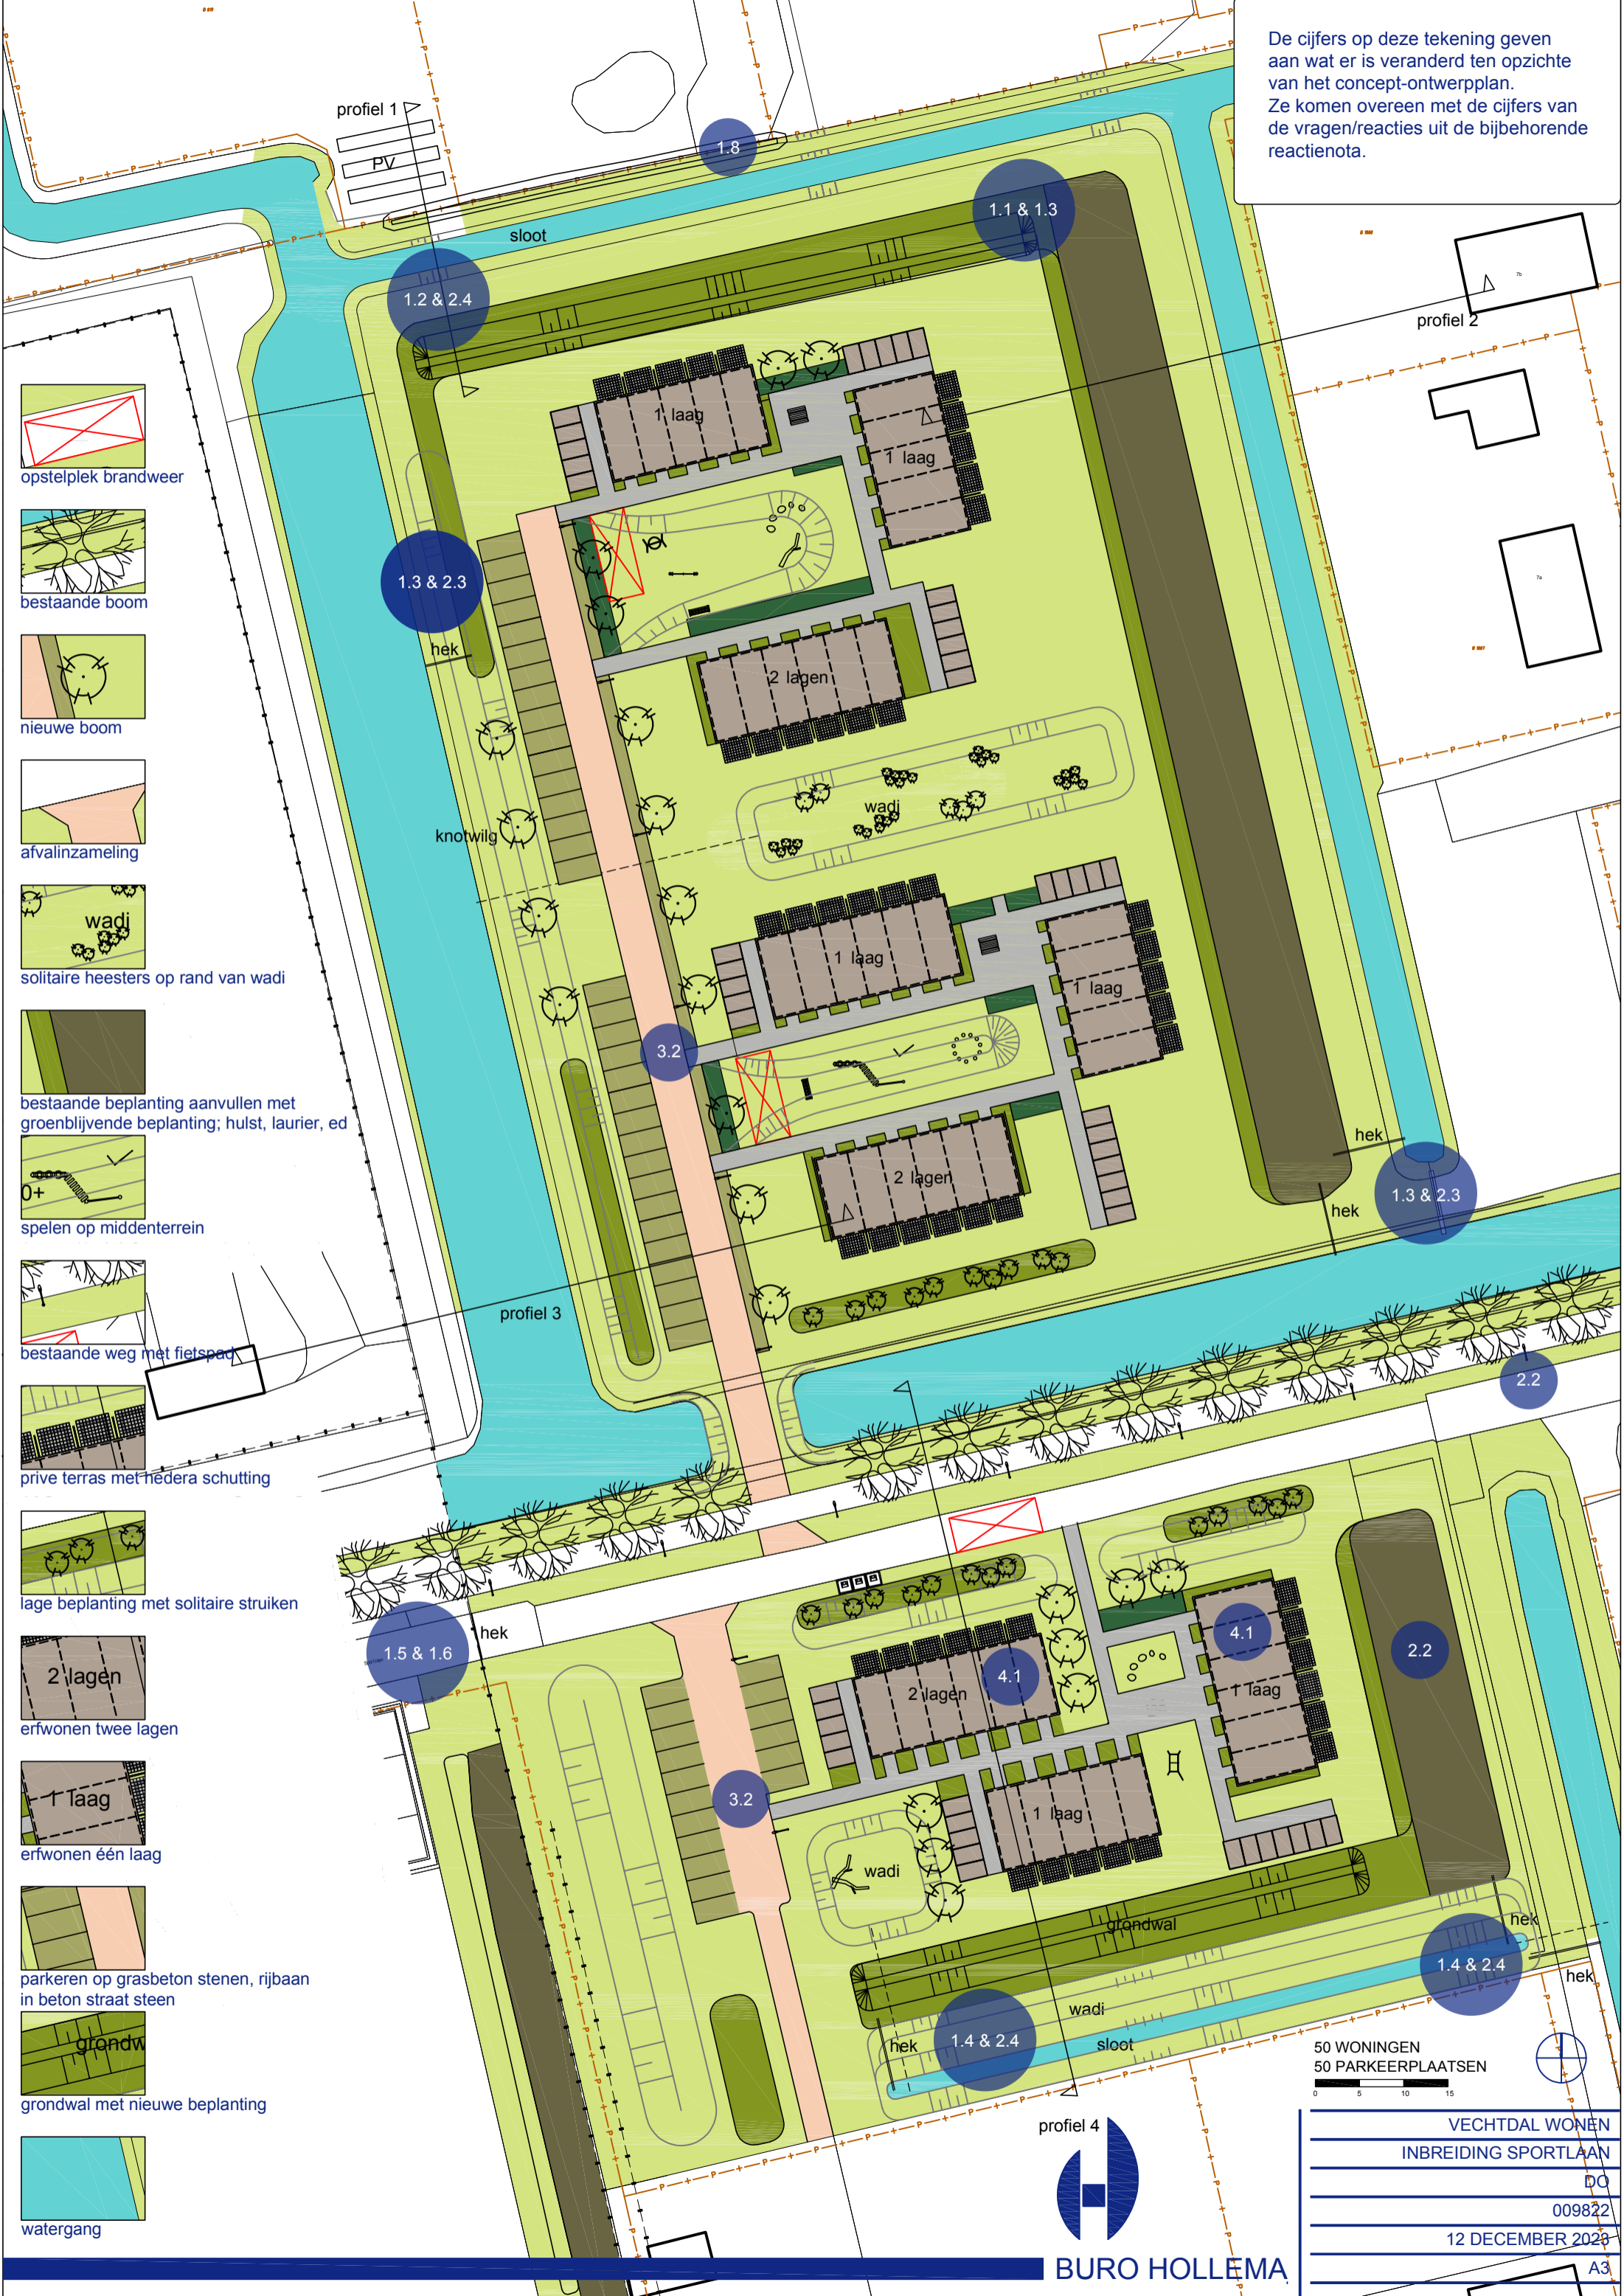 De cijfers op deze tekening geven
aan wat er is veranderd ten opzichte
van het concept-ontwerpplan.
Ze komen overeen met de cijfers van
de vragen/reacties uit de bijbehorende
reactienota.
profiel 1
PV
1.8
1.1 & 1.3
sloot
1.2 & 2.4
profiel 2
7b
1 laag
1 laag
opstelplek brandweer
bestaande boom
1.3 & 2.3
7a
hek
2 lagen
nieuwe boom
wadi
knotwilg
afvalinzameling
wadi
solitaire heesters op rand van wadi
1 laag
1 laag
3.2
bestaande beplanting aanvullen met
groenblijvende beplanting; hulst, laurier, ed
hek
2 lagen
1.3 & 2.3
0+
hek
spelen op middenterrein
profiel 3
bestaande weg met fietspad
2.2
prive terras met hedera schutting
lage beplanting met solitaire struiken
hek
1.5 & 1.6
4.1
2.2
2 lagen
4.1
2 lagen
1 laag
erfwonen twee lagen
3.2
1 laag
1 laag
erfwonen één laag
wadi
grondwal
hek
1.4 & 2.4
hek
parkeren op grasbeton stenen, rijbaan
in beton straat steen
wadi
1.4 & 2.4
hek
sloot
grondw
grondwal met nieuwe beplanting
50 WONINGEN
50 PARKEERPLAATSEN
0 5 10 15
profiel 4
watergang
VECHTDAL WONEN
INBREIDING SPORTLAAN
DO
009822
12 DECEMBER 2023
A3
BURO HOLLEMA